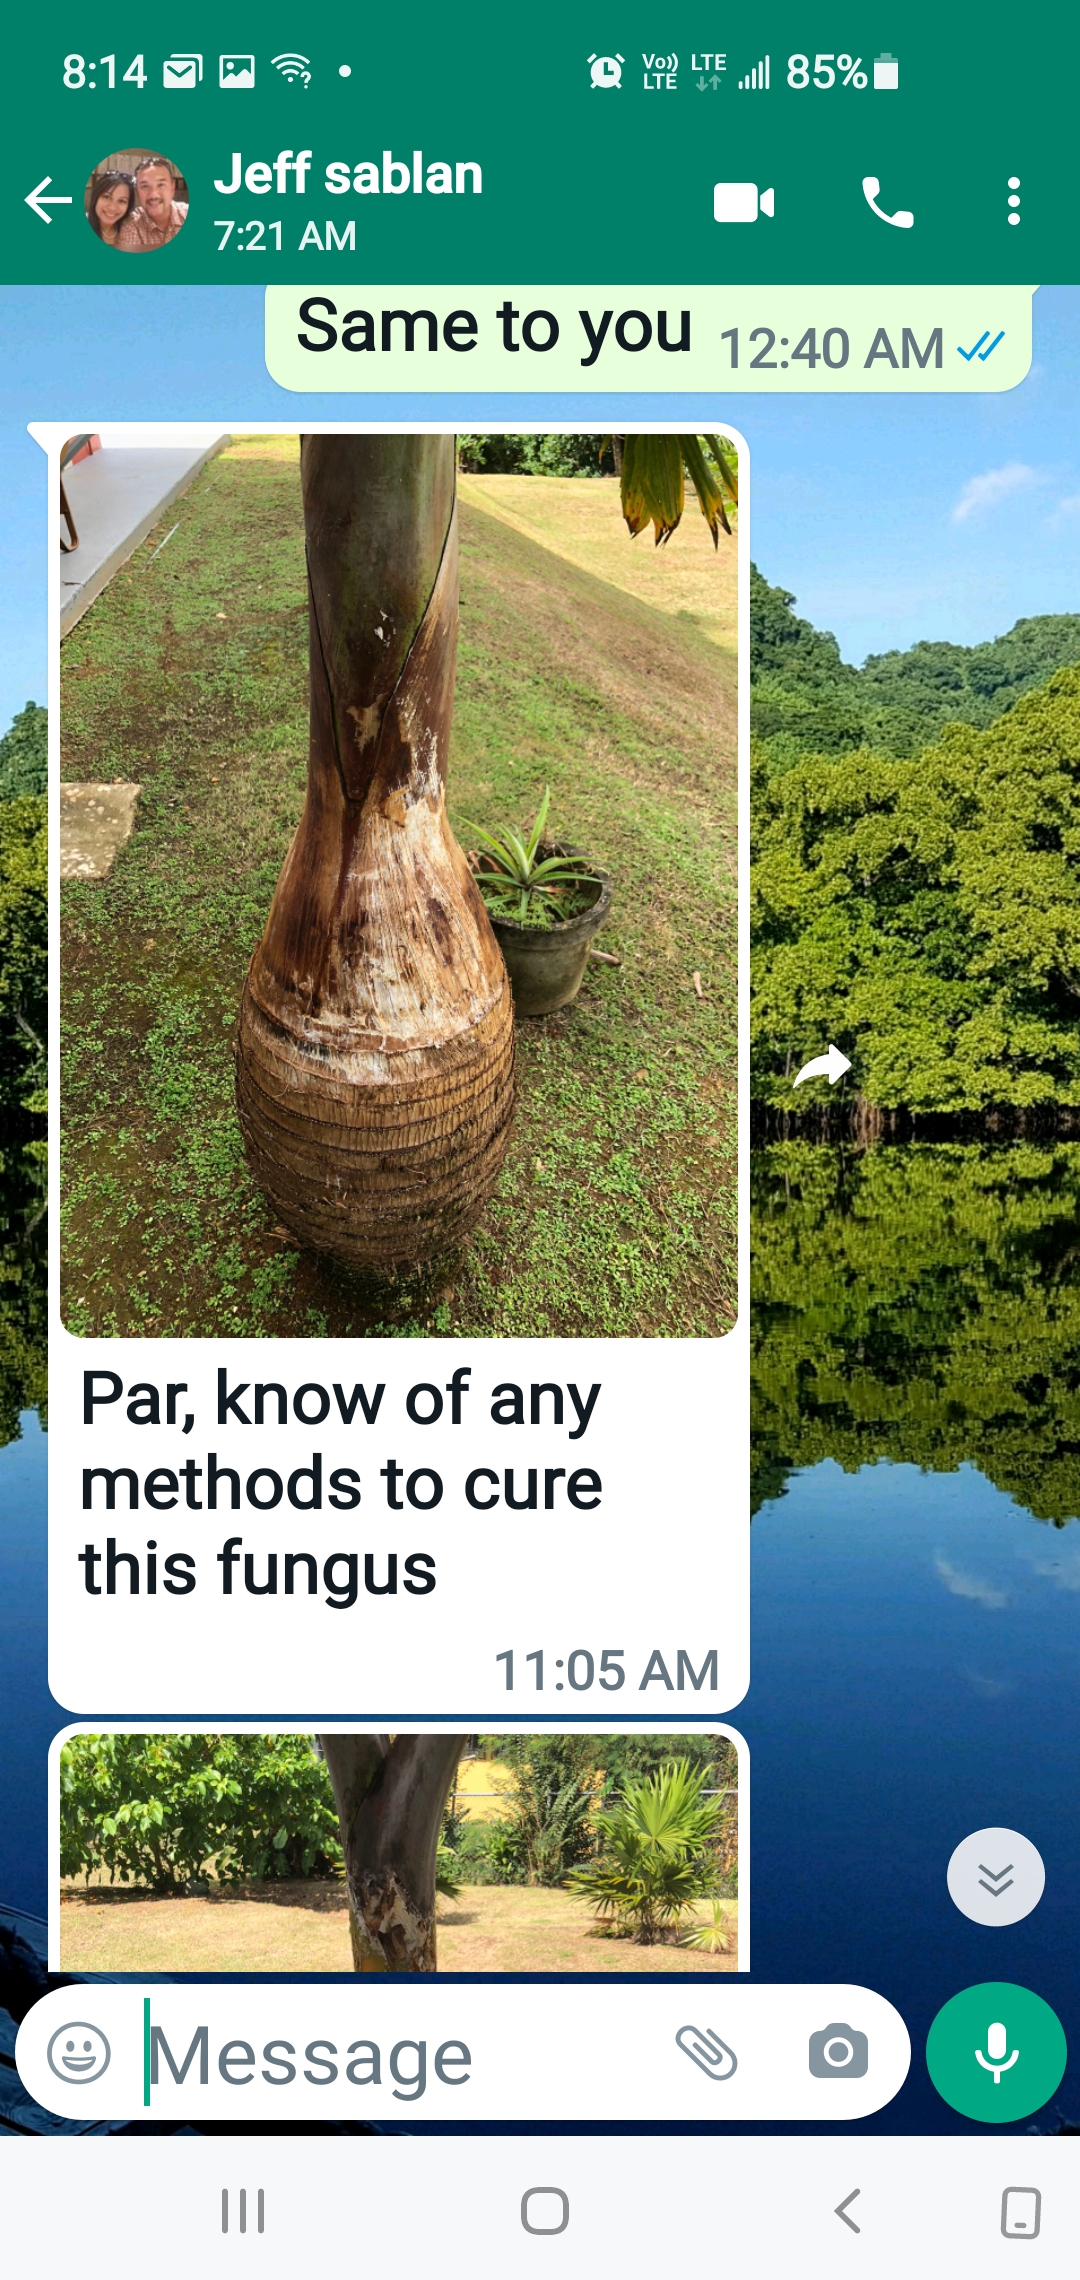 8:14
Vo))
LTE
LTE
85%
Jeff sablan
7:21 AM
Same to you
12:40 AM
Par, know of any
methods to cure
this fungus
11:05 AM
Message